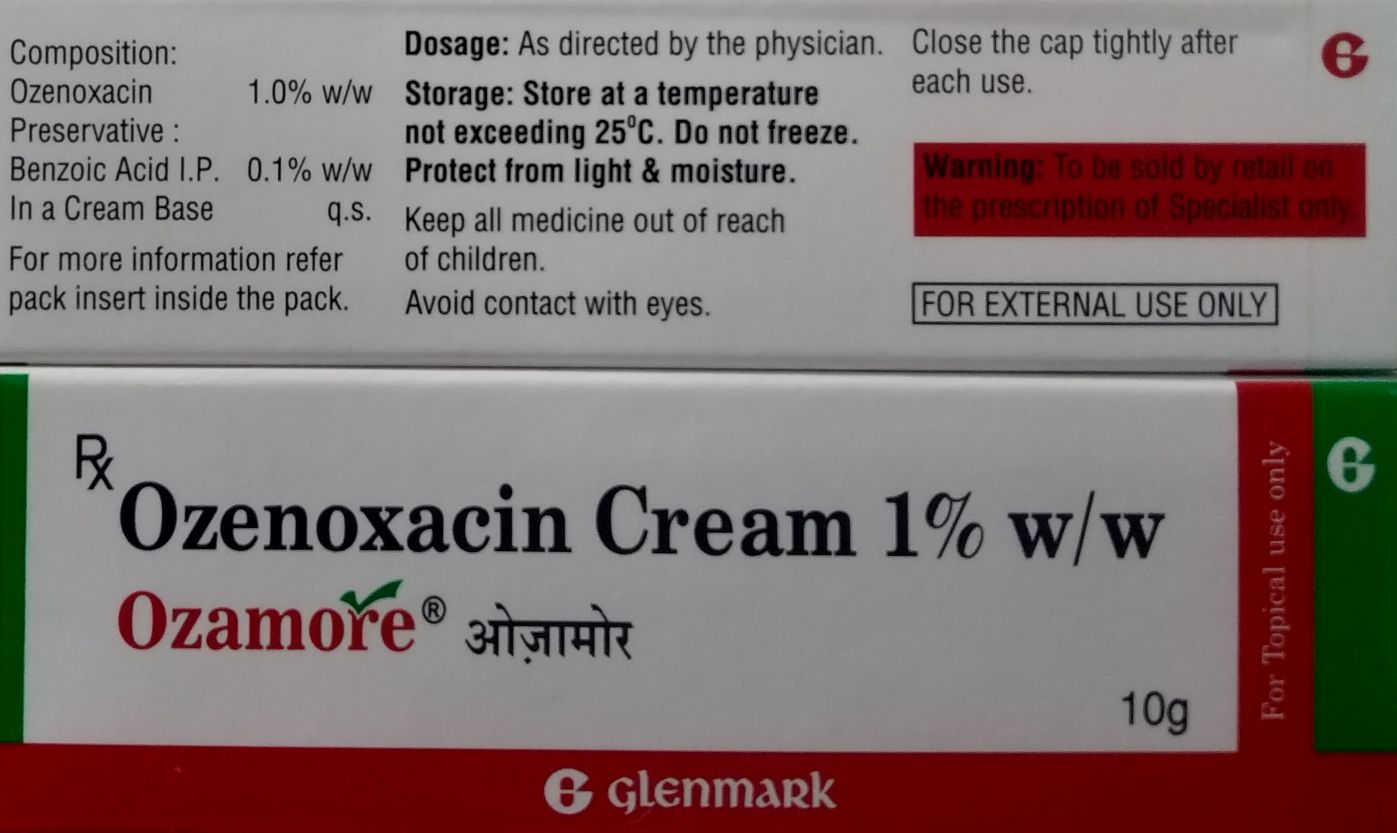 Composition:
Ozenoxacin 1.0% w/w
Preservative :
Benzoic Acid I.P. 0.1% w/w
In a Cream Base q.s.
For more information refer
pack insert inside the pack.
Dosage: As directed by the physician.
Storage: Store at a temperature
not exceeding 25⁰C. Do not freeze.
Protect from light & moisture.
Keep all medicine out of reach
of children.
Avoid contact with eyes.
Close the cap tightly after
each use.
Warning: To be sold by retail on
the prescription of Specialist only.
FOR EXTERNAL USE ONLY
Rx
Ozenoxacin Cream 1% w/w
Ozamore® ओज़ामोर
10g
For Topical use only
G glenmark